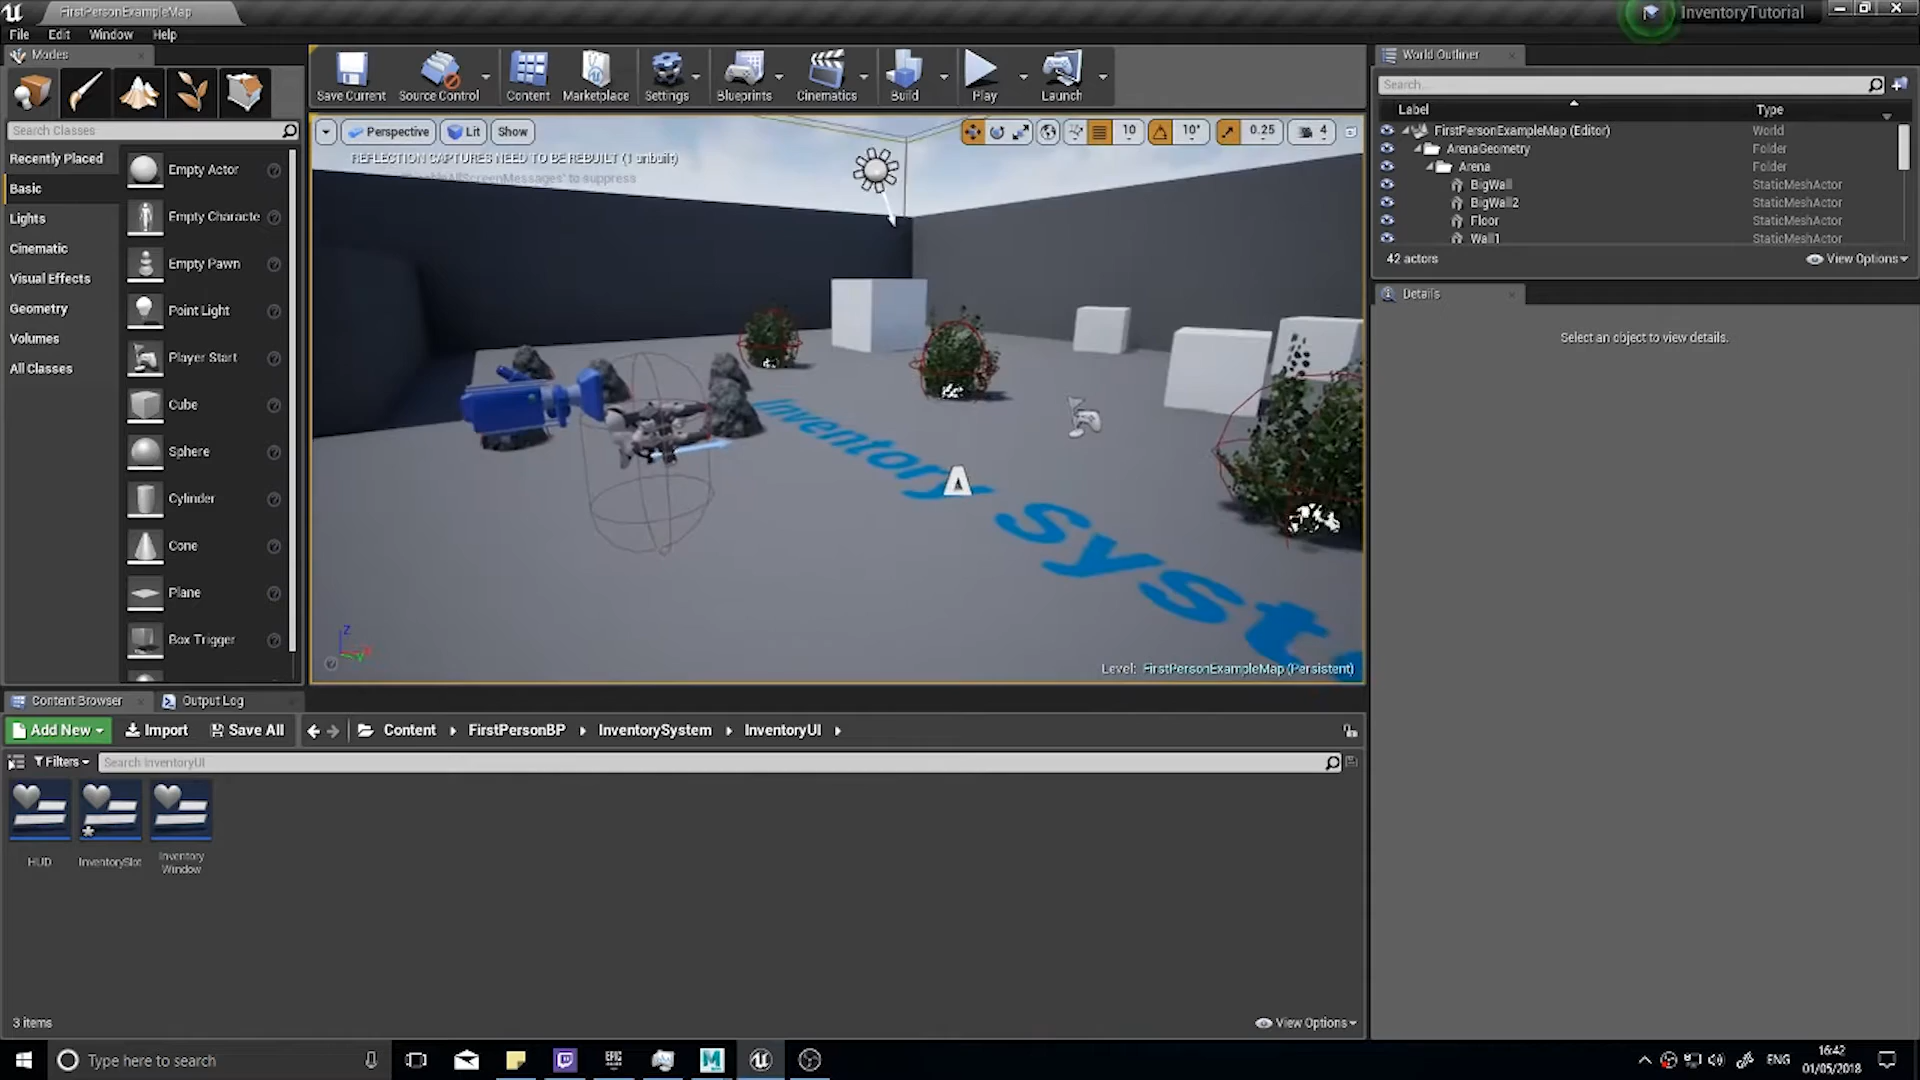 FirstPersonExampleMap
InventoryTutorial
File Edit Window Help
Modes
Search Classes
Recently Placed
Basic
Lights
Cinematic
Visual Effects
Geometry
Volumes
All Classes
Empty Actor
Empty Characte
Empty Pawn
Point Light
Player Start
Cube
Sphere
Cylinder
Cone
Plane
Box Trigger
Save Current
Source Control
Content
Marketplace
Settings
Blueprints
Cinematics
Build
Play
Launch
Perspective
Lit
Show
10
10°
0.25
4
REFLECTION CAPTURES NEED TO BE REBUILT (1 unbuilt)
AllScreenMessages' to suppress
Inventory Syst
Z
Level: FirstPersonExampleMap (Persistent)
World Outliner
Search...
Label Type
FirstPersonExampleMap (Editor) World
ArenaGeometry Folder
Arena Folder
BigWall StaticMeshActor
BigWall2 StaticMeshActor
Floor StaticMeshActor
Wall1 StaticMeshActor
42 actors
View Options
Details
Select an object to view details.
Content Browser
Output Log
Add New
Import
Save All
Content
FirstPersonBP
InventorySystem
InventoryUI
Filters
Search InventoryUI
HUD
InventorySlot
Inventory
Window
3 items
View Options
Type here to search
EPIC
ENG
16:42
01/05/2018